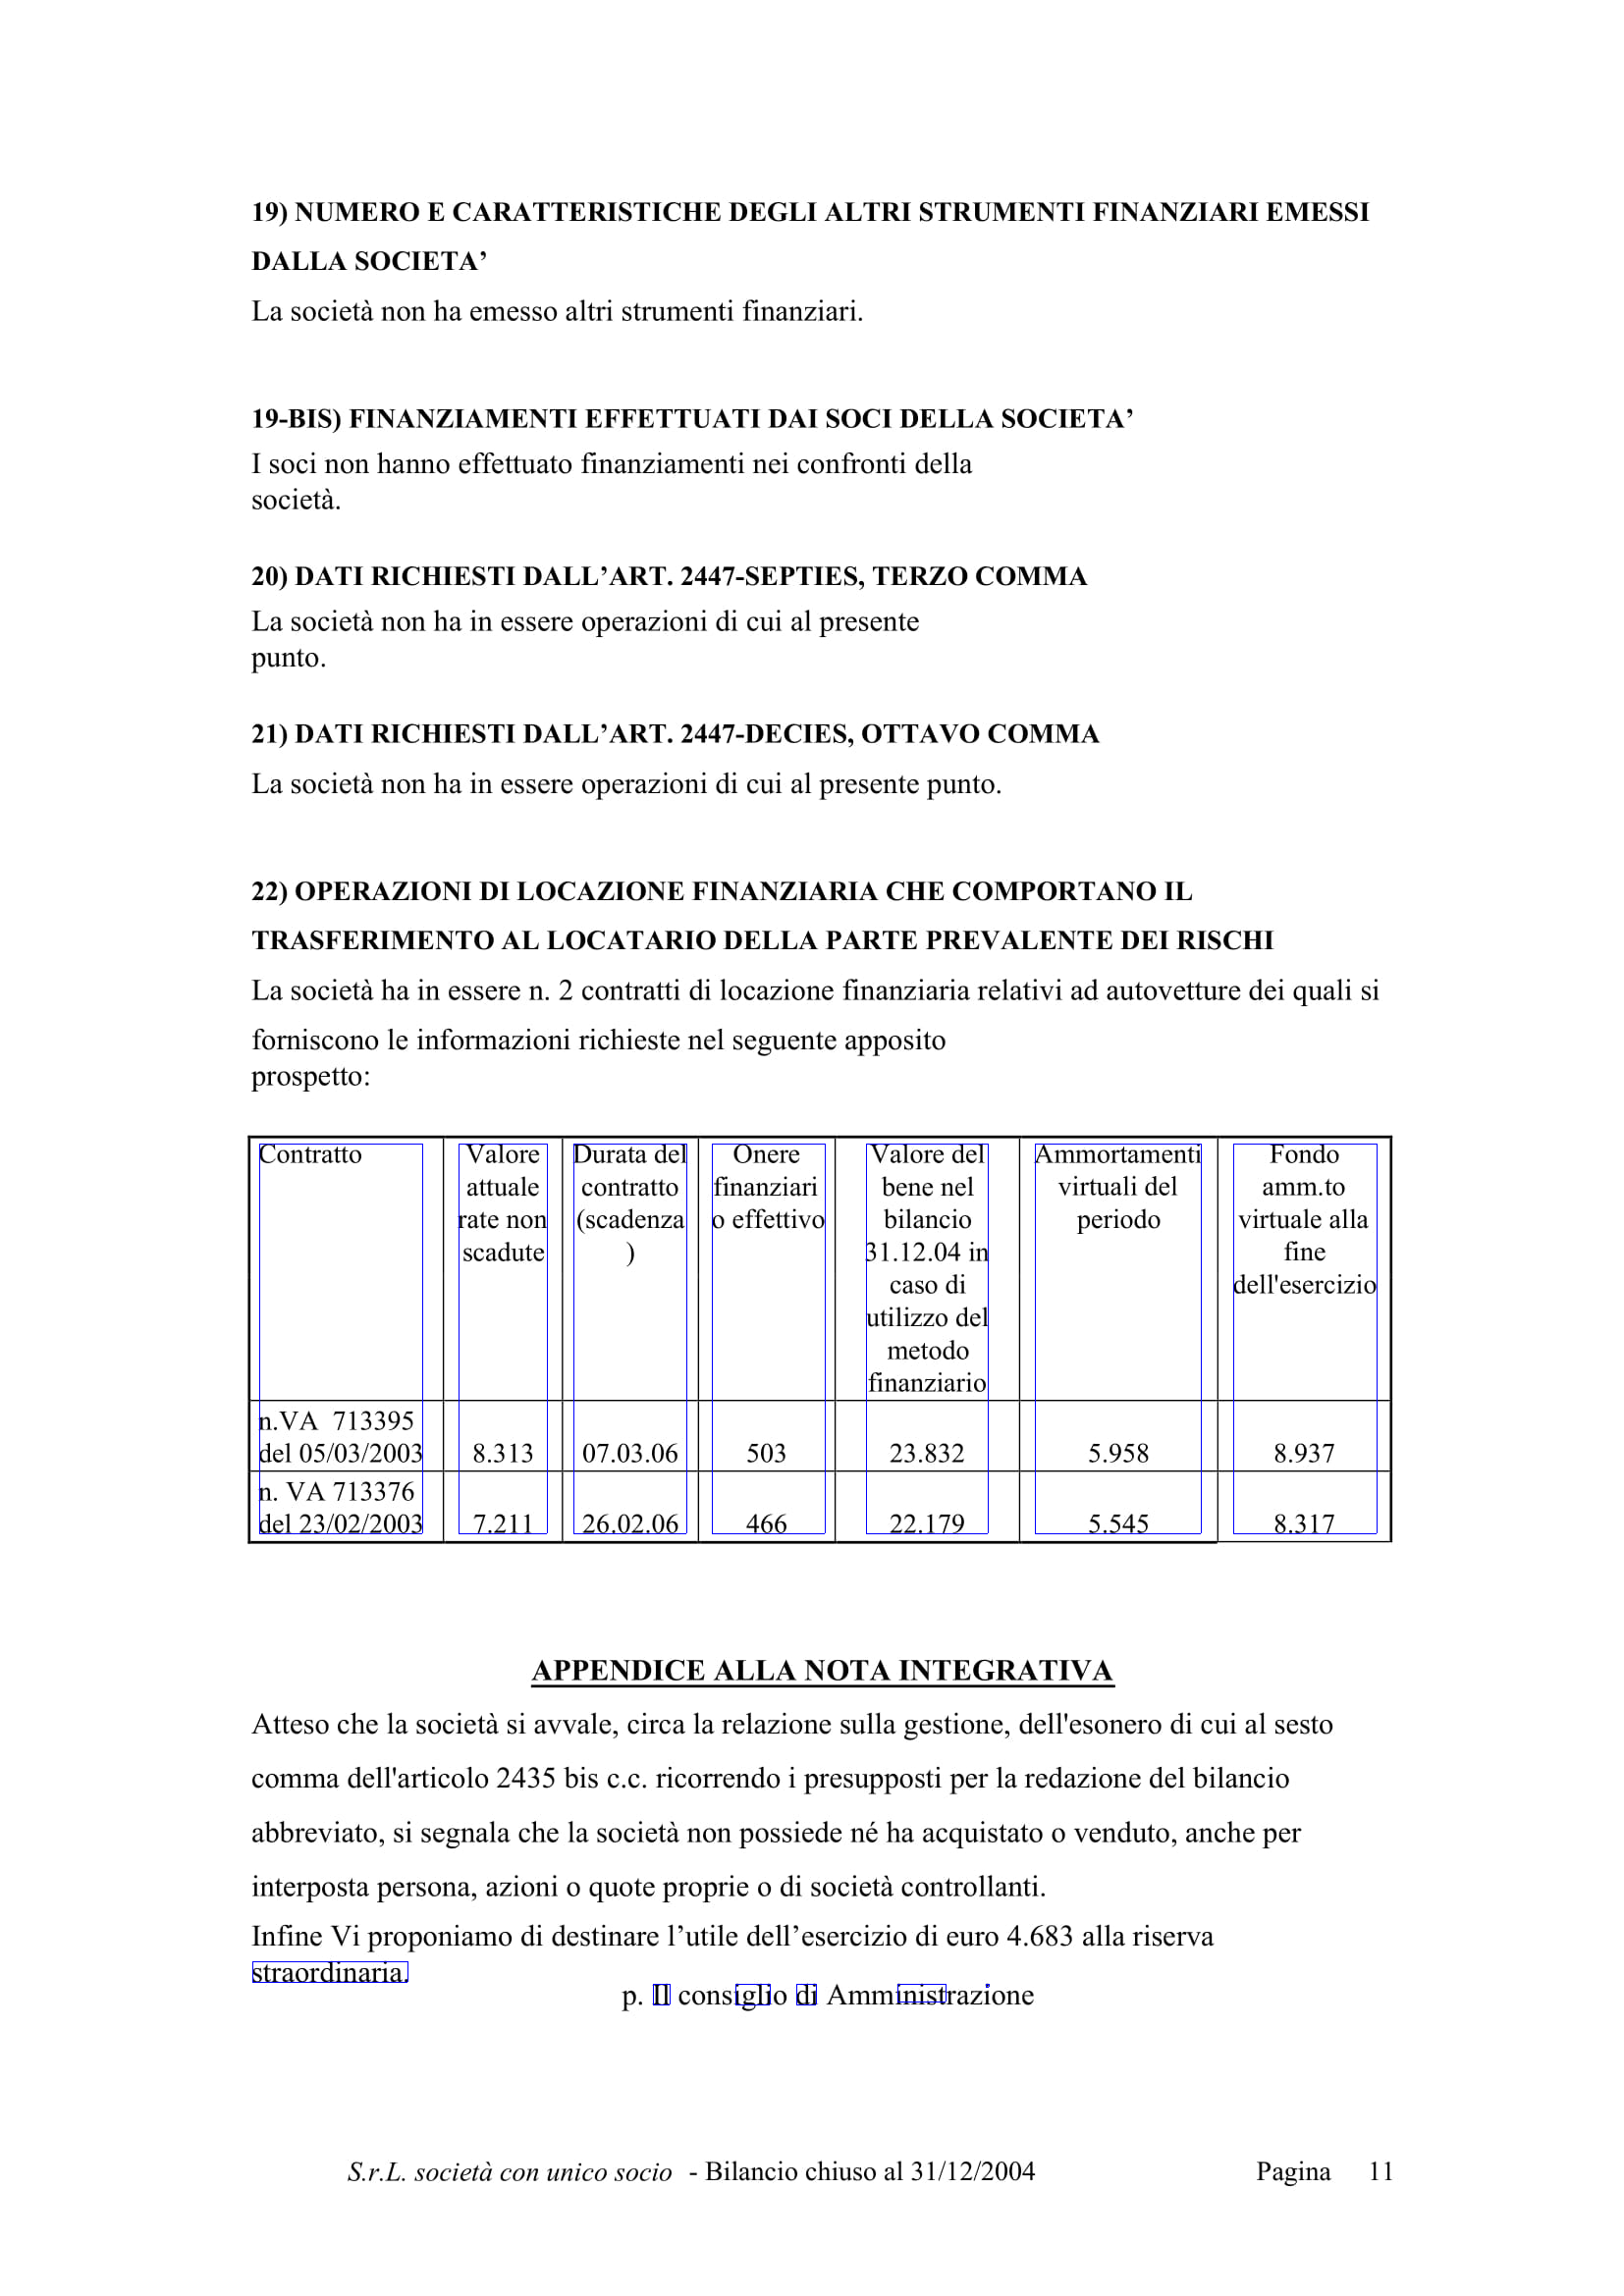 19) NUMERO E CARATTERISTICHE DEGLI ALTRI STRUMENTI FINANZIARI EMESSI
DALLA SOCIETA’
La società non ha emesso altri strumenti finanziari.
19-BIS) FINANZIAMENTI EFFETTUATI DAI SOCI DELLA SOCIETA’
I soci non hanno effettuato finanziamenti nei confronti della
società.
20) DATI RICHIESTI DALL’ART. 2447-SEPTIES, TERZO COMMA
La società non ha in essere operazioni di cui al presente
punto.
21) DATI RICHIESTI DALL’ART. 2447-DECIES, OTTAVO COMMA
La società non ha in essere operazioni di cui al presente punto.
22) OPERAZIONI DI LOCAZIONE FINANZIARIA CHE COMPORTANO IL
TRASFERIMENTO AL LOCATARIO DELLA PARTE PREVALENTE DEI RISCHI
La società ha in essere n. 2 contratti di locazione finanziaria relativi ad autovetture dei quali si
forniscono le informazioni richieste nel seguente apposito
prospetto:
Contratto
Valore
attuale
rate non
scadute
Durata del
contratto
(scadenza
)
Onere
finanziari
o effettivo
Valore del
bene nel
bilancio
31.12.04 in
caso di
utilizzo del
metodo
finanziario
Ammortamenti
virtuali del
periodo
Fondo
amm.to
virtuale alla
fine
dell'esercizio
n.VA 713395
del 05/03/2003 8.313 07.03.06 503 23.832 5.958 8.937
n. VA 713376
del 23/02/2003 7.211 26.02.06 466 22.179 5.545 8.317
APPENDICE ALLA NOTA INTEGRATIVA
Atteso che la società si avvale, circa la relazione sulla gestione, dell'esonero di cui al sesto
comma dell'articolo 2435 bis c.c. ricorrendo i presupposti per la redazione del bilancio
abbreviato, si segnala che la società non possiede né ha acquistato o venduto, anche per
interposta persona, azioni o quote proprie o di società controllanti.
Infine Vi proponiamo di destinare l’utile dell’esercizio di euro 4.683 alla riserva
straordinaria.
p. Il consiglio di Amministrazione
S.r.L. società con unico socio - Bilancio chiuso al 31/12/2004 Pagina 11